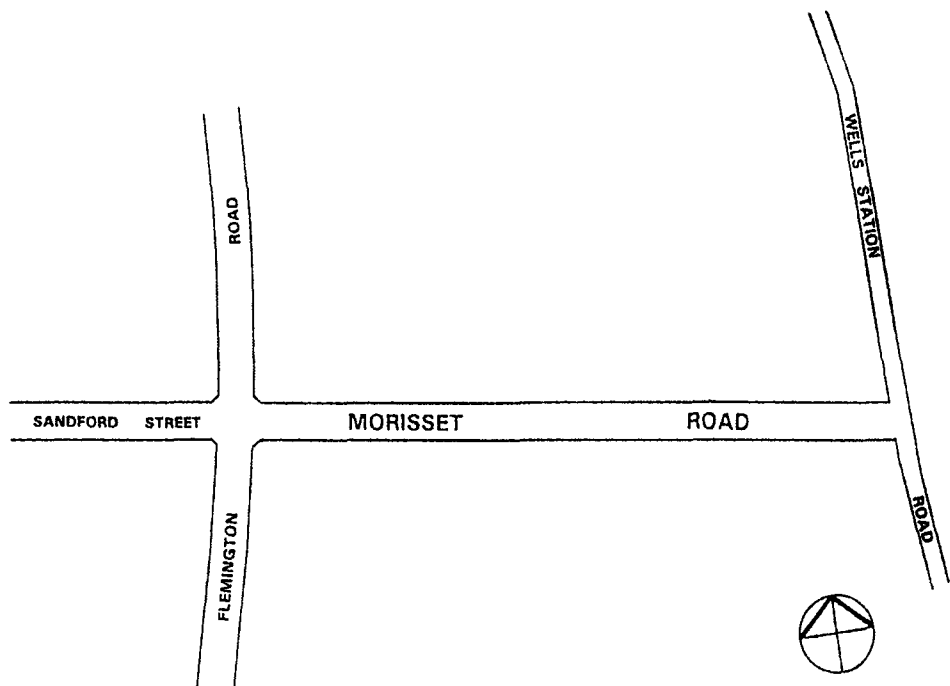 WELLS STATION ROAD
FLEMINGTON ROAD
SANDFORD STREET
MORISSET ROAD